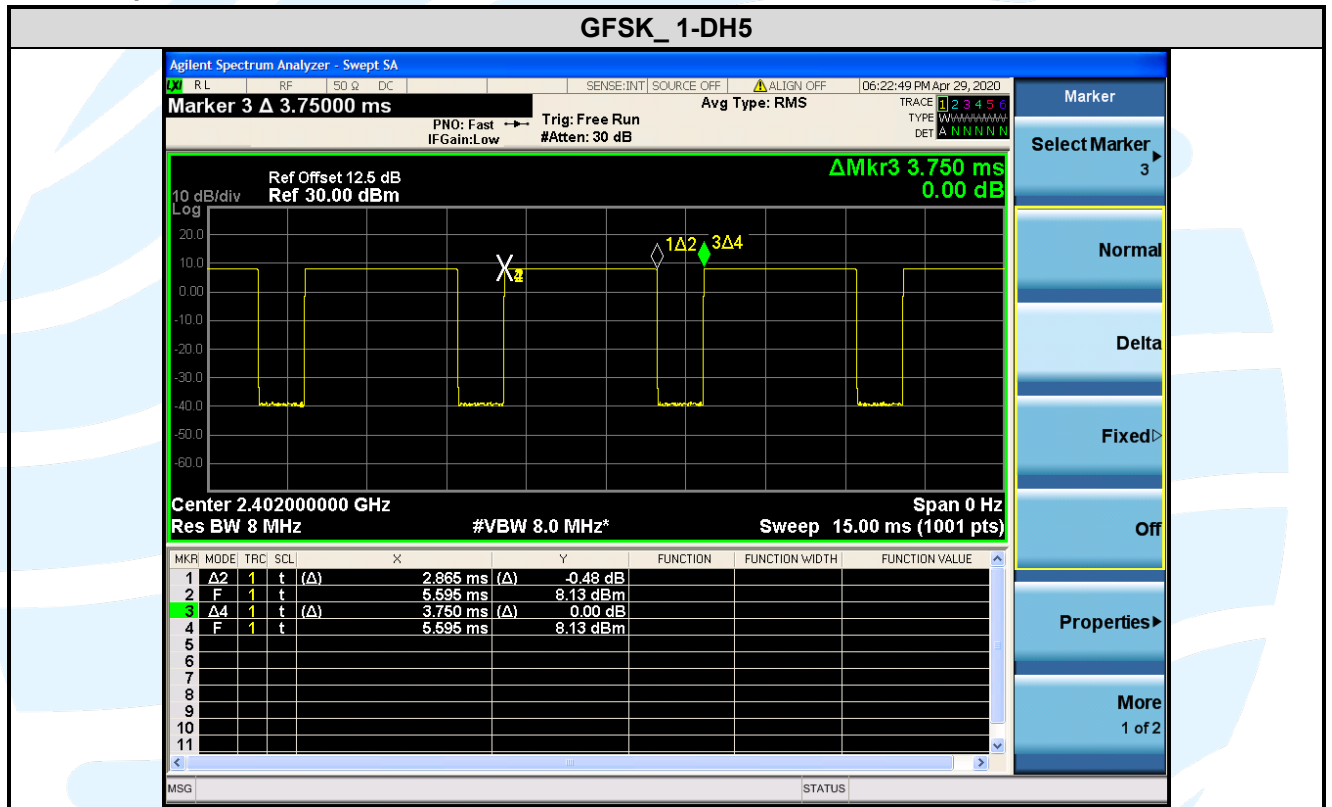 GFSK_ 1-DH5
Agilent Spectrum Analyzer - Swept SA
LXI RL RF 50 Ω DC SENSE:INT SOURCE OFF ALIGN OFF 06:22:49 PM Apr 29, 2020
Marker 3 Δ 3.75000 ms
Avg Type: RMS
TRACE 1 2 3 4 5 6
TYPE WWWWWW
DET A N N N N N
PNO: Fast
IFGain:Low
Trig: Free Run
#Atten: 30 dB
ΔMkr3 3.750 ms
0.00 dB
Ref Offset 12.5 dB
10 dB/div Ref 30.00 dBm
Log
20.0
10.0
0.00
-10.0
-20.0
-30.0
-40.0
-50.0
-60.0
1Δ2 3Δ4
X
Center 2.402000000 GHz Span 0 Hz
Res BW 8 MHz #VBW 8.0 MHz* Sweep 15.00 ms (1001 pts)
MKR MODE TRC SCL X Y FUNCTION FUNCTION WIDTH FUNCTION VALUE
1 Δ2 1 t (Δ) 2.865 ms (Δ) -0.48 dB
2 F 1 t 5.595 ms 8.13 dBm
3 Δ4 1 t (Δ) 3.750 ms (Δ) 0.00 dB
4 F 1 t 5.595 ms 8.13 dBm
5
6
7
8
9
10
11
MSG STATUS
Marker
Select Marker
3
Normal
Delta
Fixed
Off
Properties
More
1 of 2